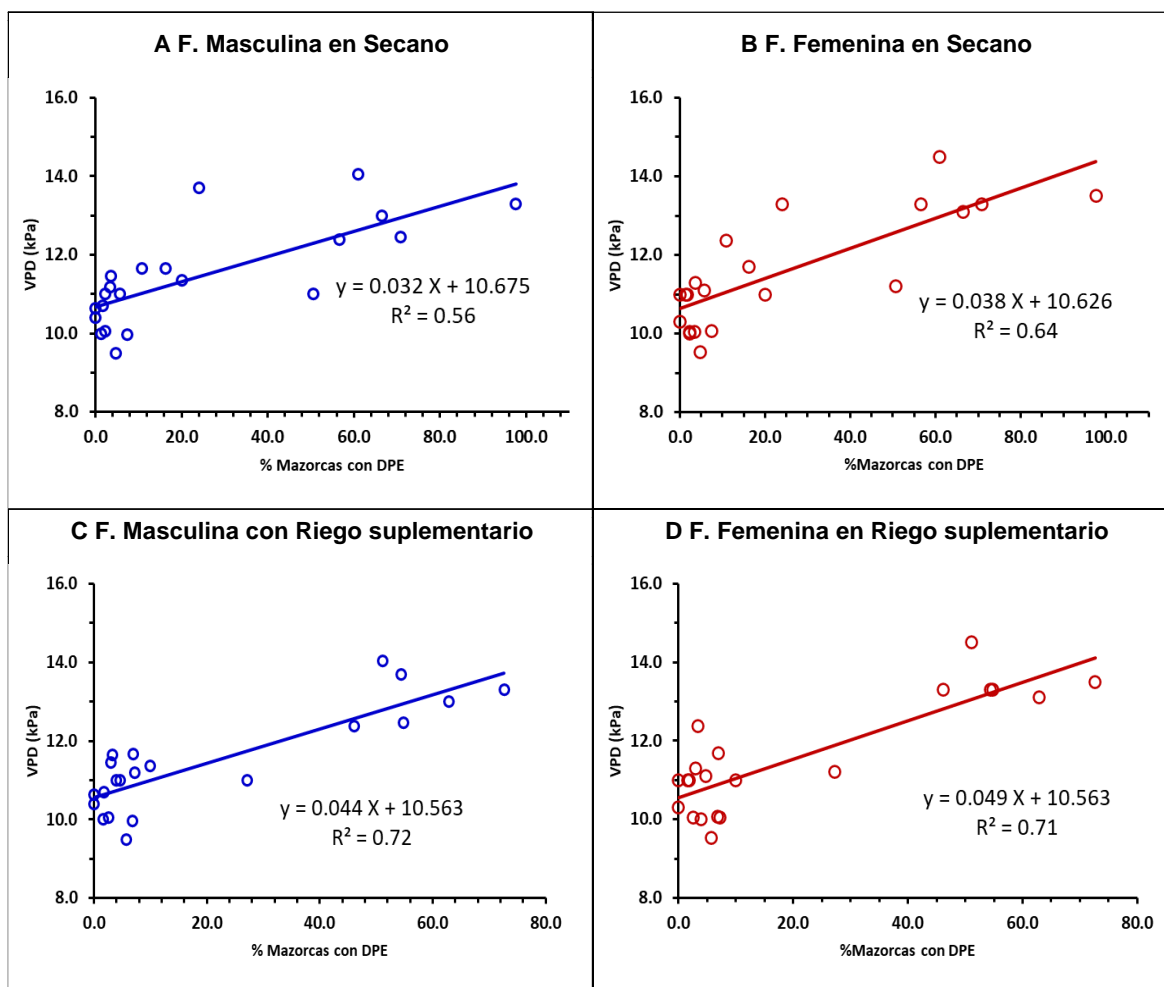 A F. Masculina en Secano
VPD (kPa)
16.0
14.0
12.0
10.0
8.0
0.0 20.0 40.0 60.0 80.0 100.0
% Mazorcas con DPE
y = 0.032 X + 10.675
R² = 0.56
B F. Femenina en Secano
VPD (kPa)
16.0
14.0
12.0
10.0
8.0
0.0 20.0 40.0 60.0 80.0 100.0
%Mazorcas con DPE
y = 0.038 X + 10.626
R² = 0.64
C F. Masculina con Riego suplementario
VPD (kPa)
16.0
14.0
12.0
10.0
8.0
0.0 20.0 40.0 60.0 80.0
% Mazorcas con DPE
y = 0.044 X + 10.563
R² = 0.72
D F. Femenina en Riego suplementario
VPD (kPa)
16.0
14.0
12.0
10.0
8.0
0.0 20.0 40.0 60.0 80.0
%Mazorcas con DPE
y = 0.049 X + 10.563
R² = 0.71